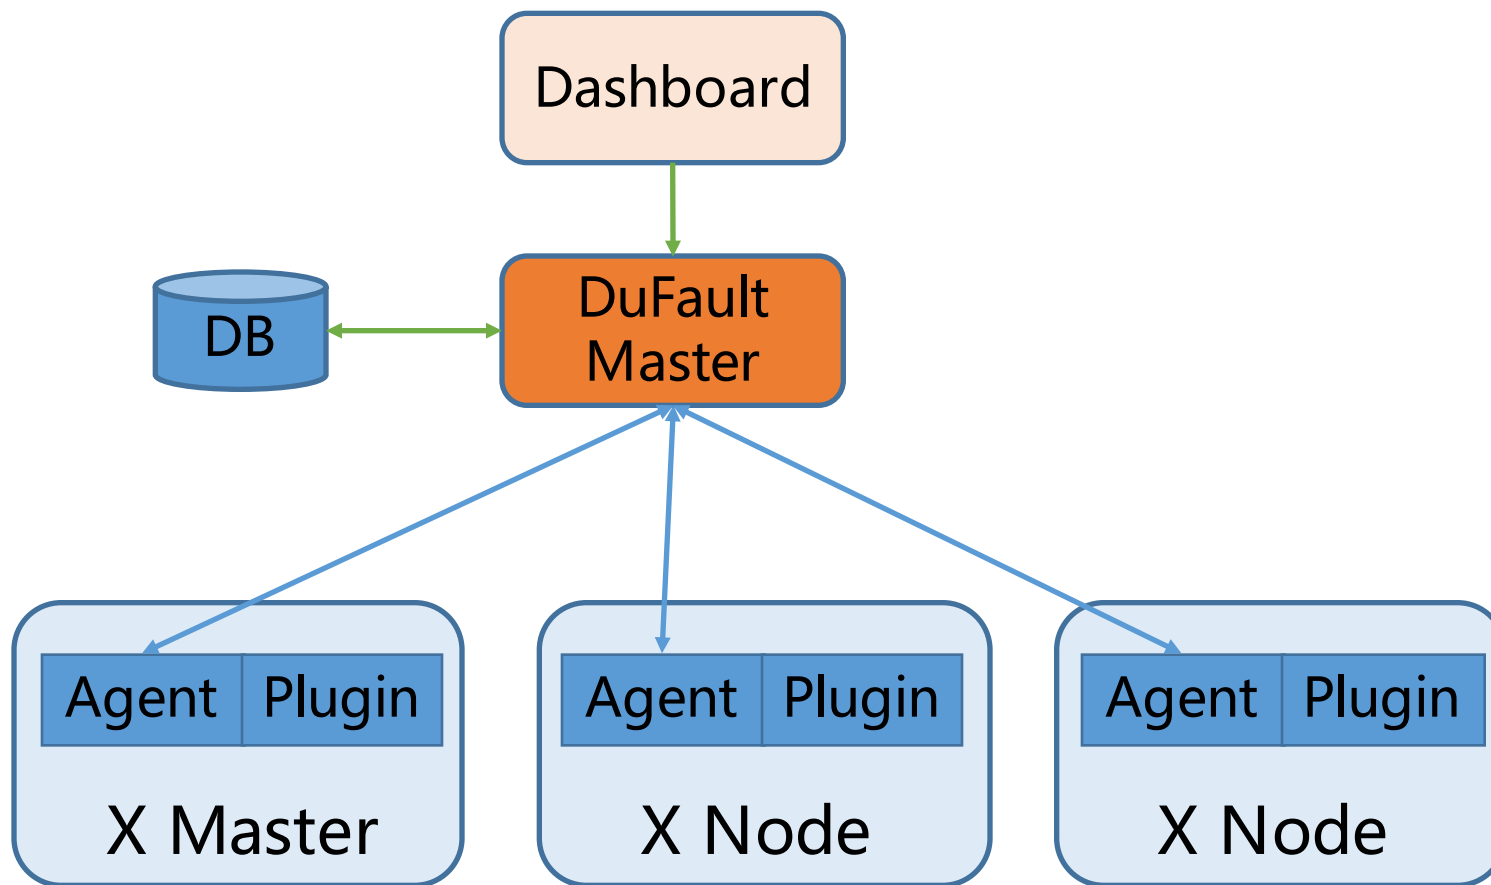 Dashboard
DB
DuFault
Master
Agent Plugin
X Master
Agent Plugin
X Node
Agent Plugin
X Node